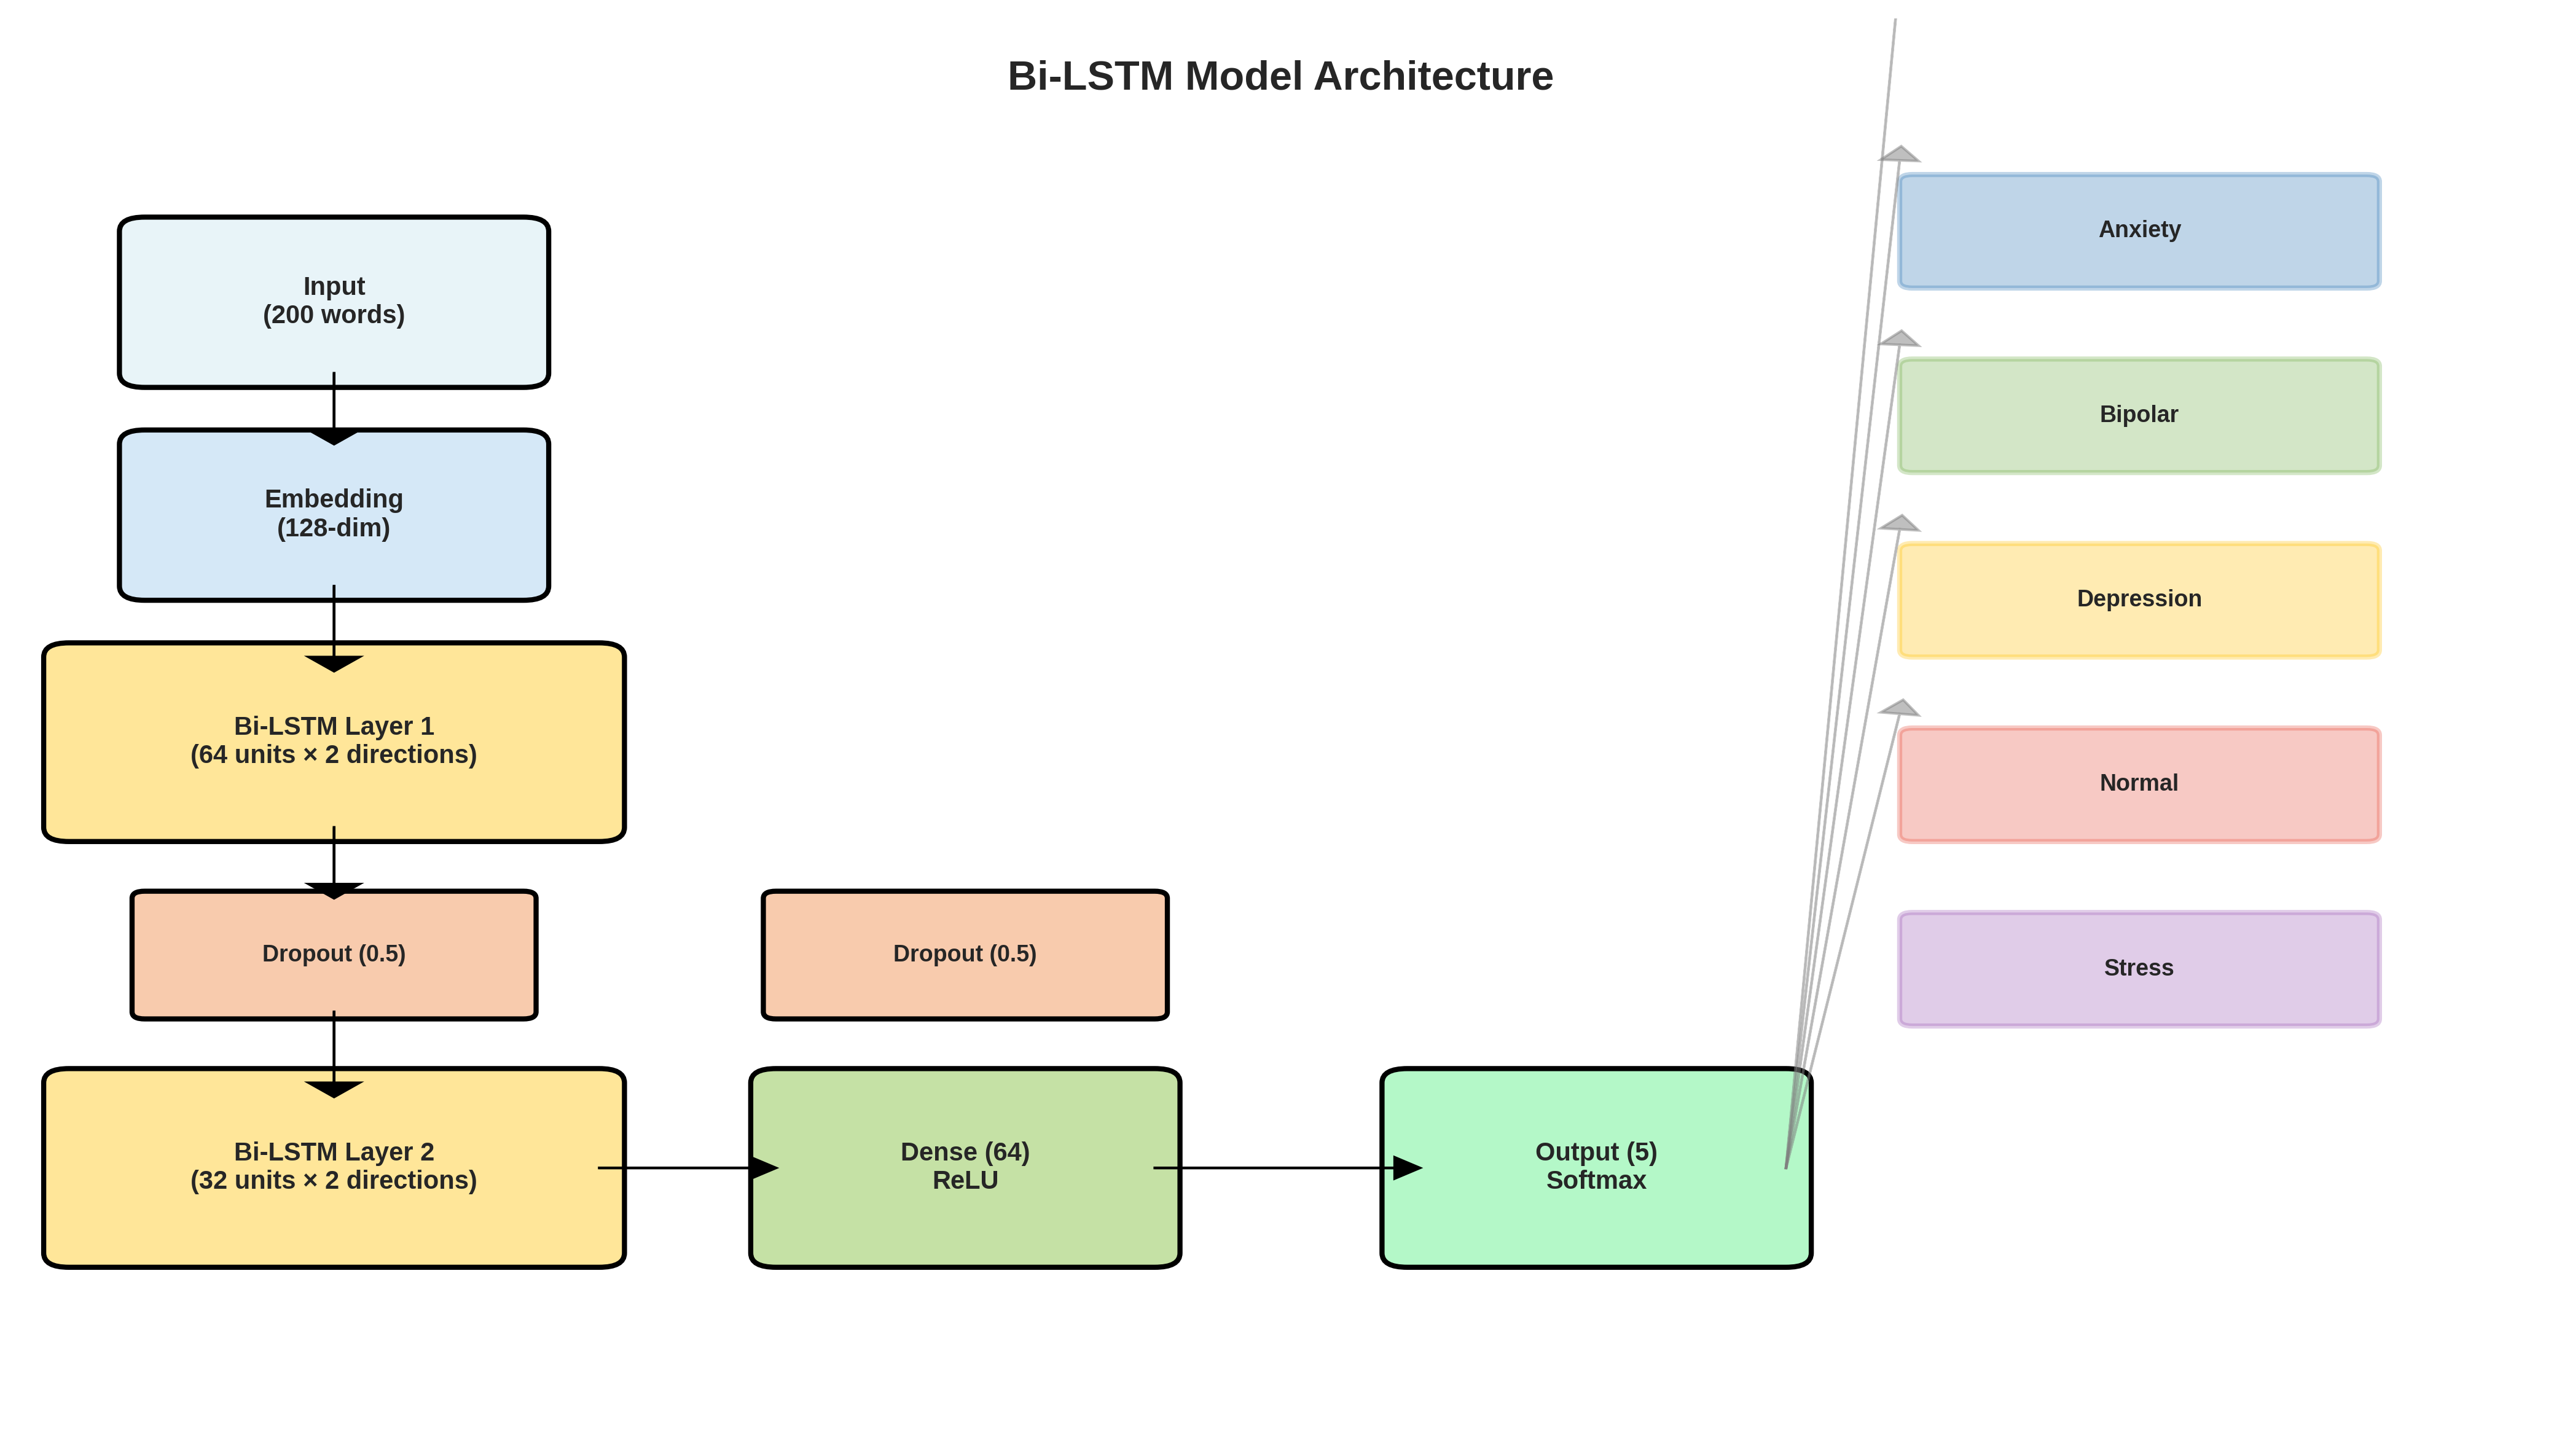 Bi-LSTM Model Architecture
Input
(200 words)
Embedding
(128-dim)
Bi-LSTM Layer 1
(64 units × 2 directions)
Dropout (0.5)
Bi-LSTM Layer 2
(32 units × 2 directions)
Dropout (0.5)
Dense (64)
ReLU
Output (5)
Softmax
Anxiety
Bipolar
Depression
Normal
Stress